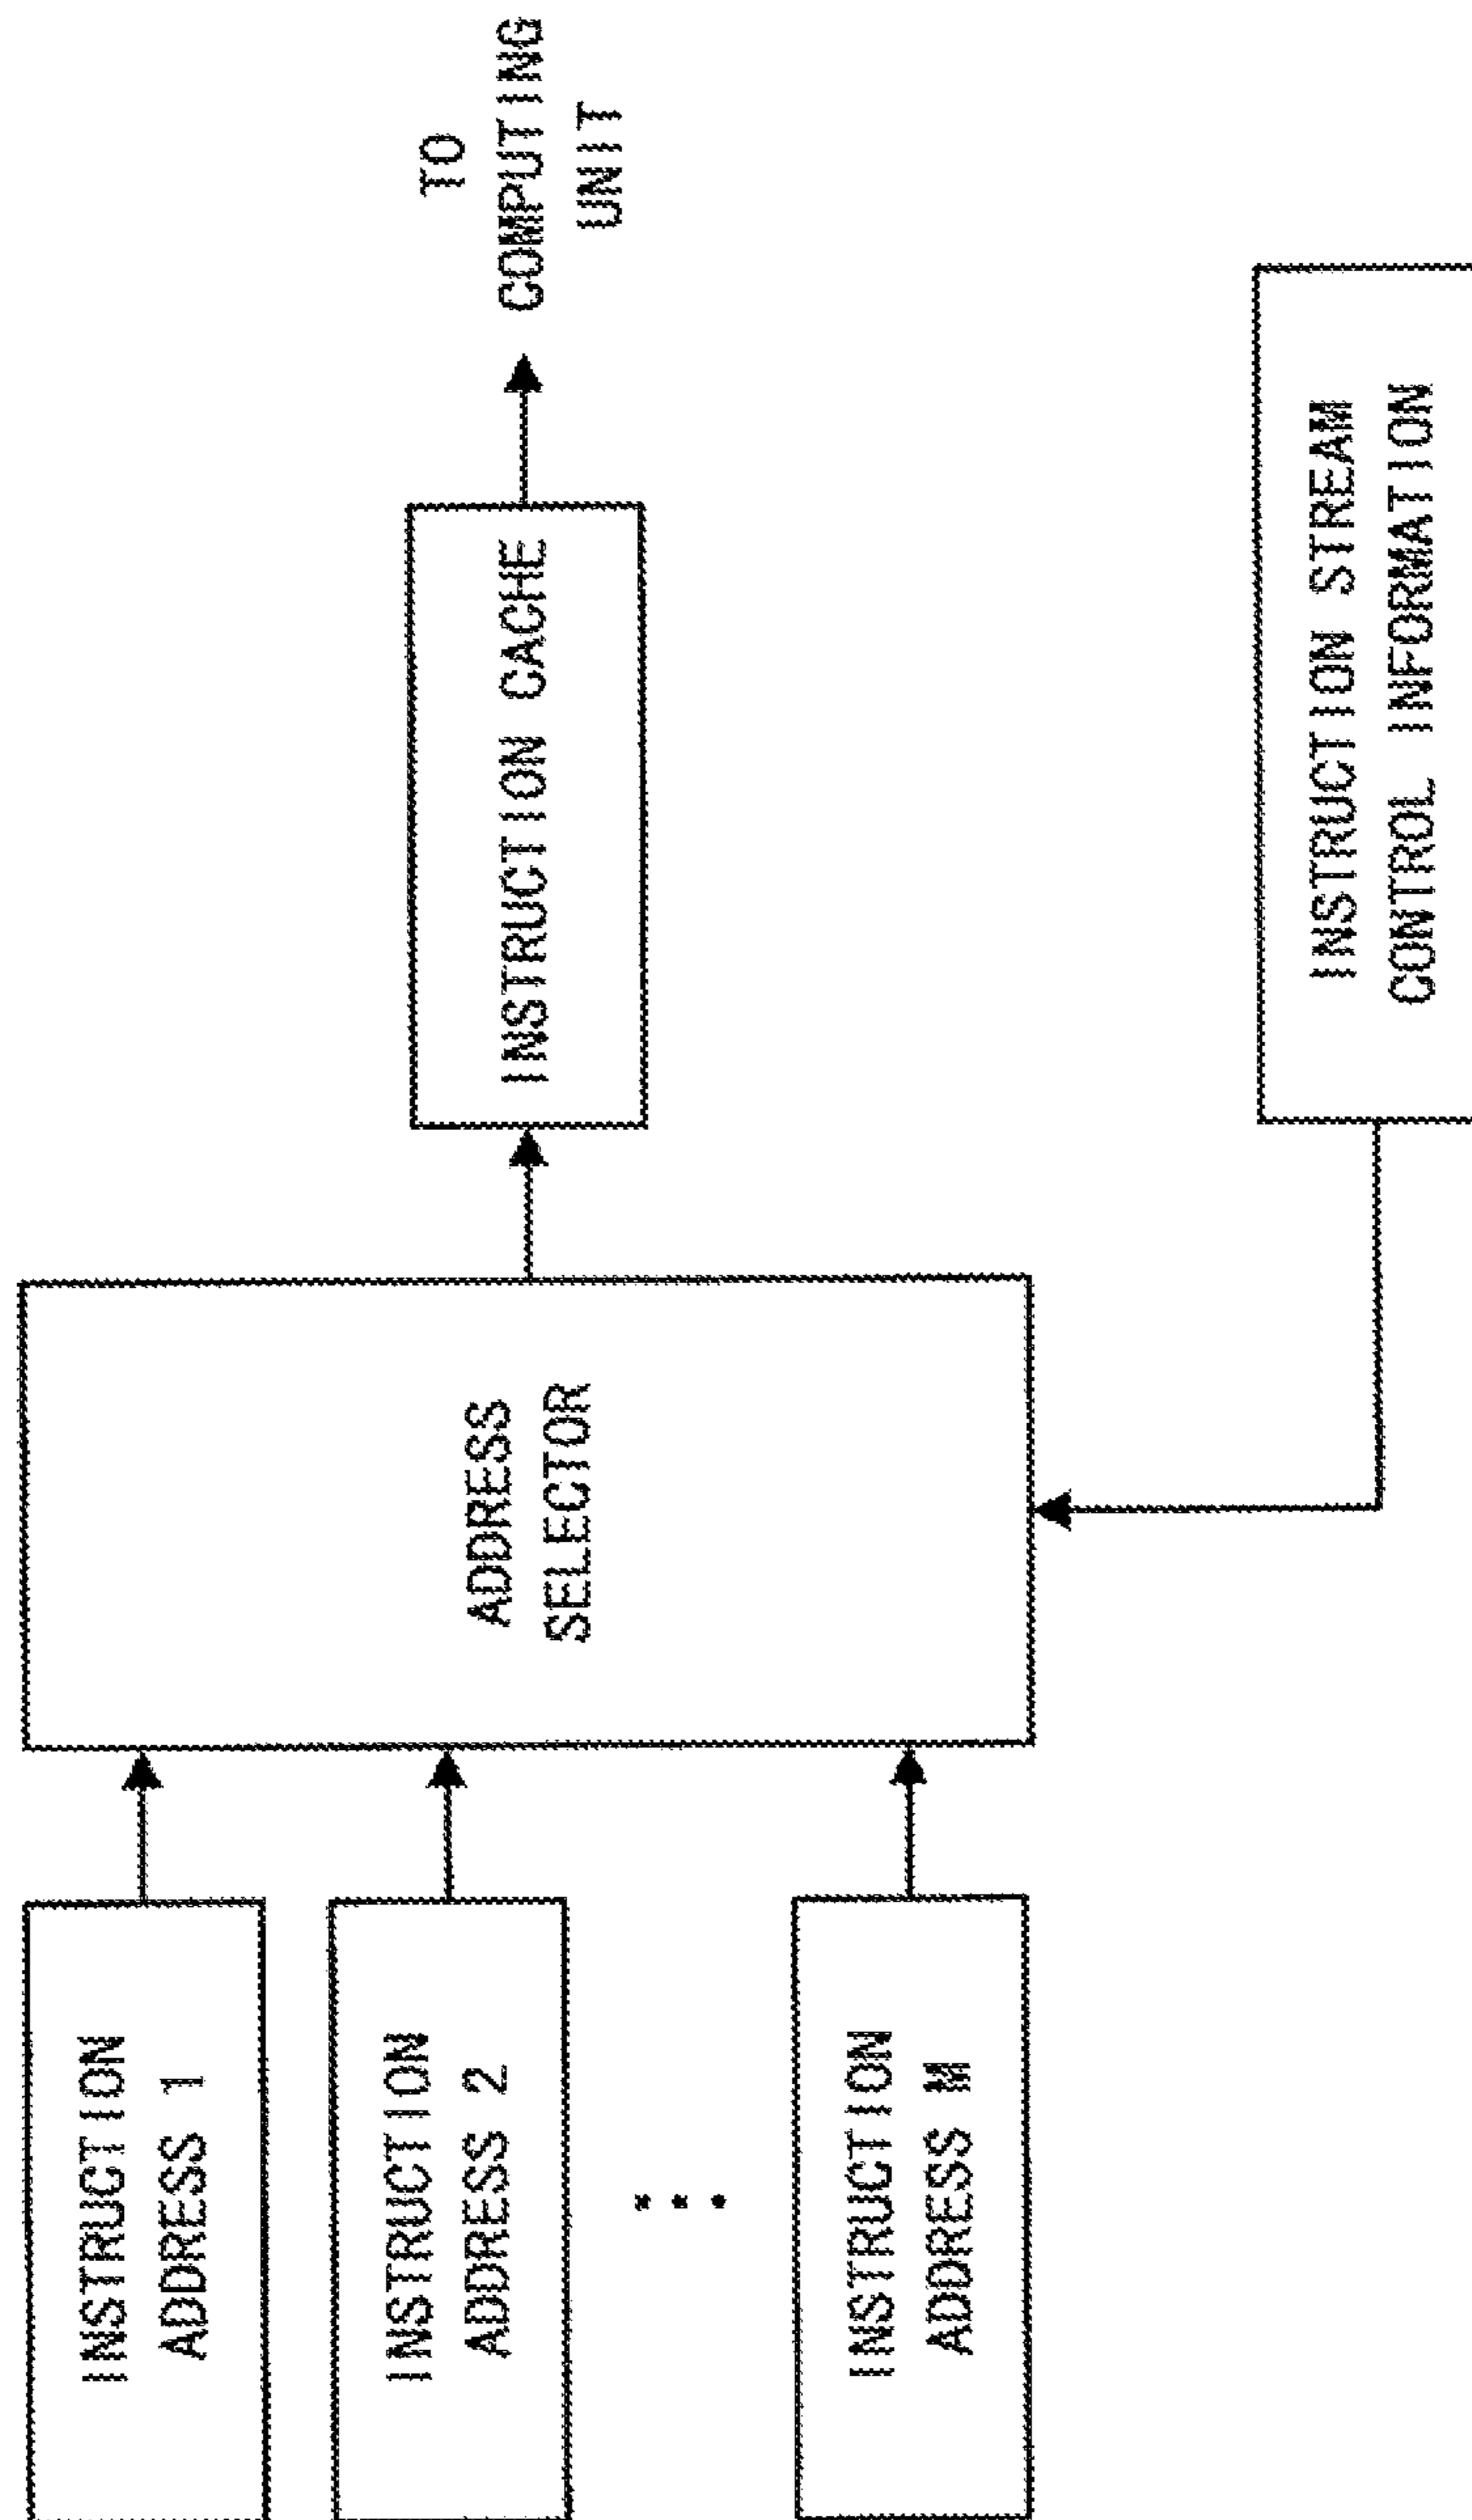 INSTRUCTION
ADDRESS 1
INSTRUCTION
ADDRESS 2
INSTRUCTION
ADDRESS M
ADDRESS
SELECTOR
INSTRUCTION CACHE
TO
COMPUTING
UNIT
INSTRUCTION STREAM
CONTROL INFORMATION